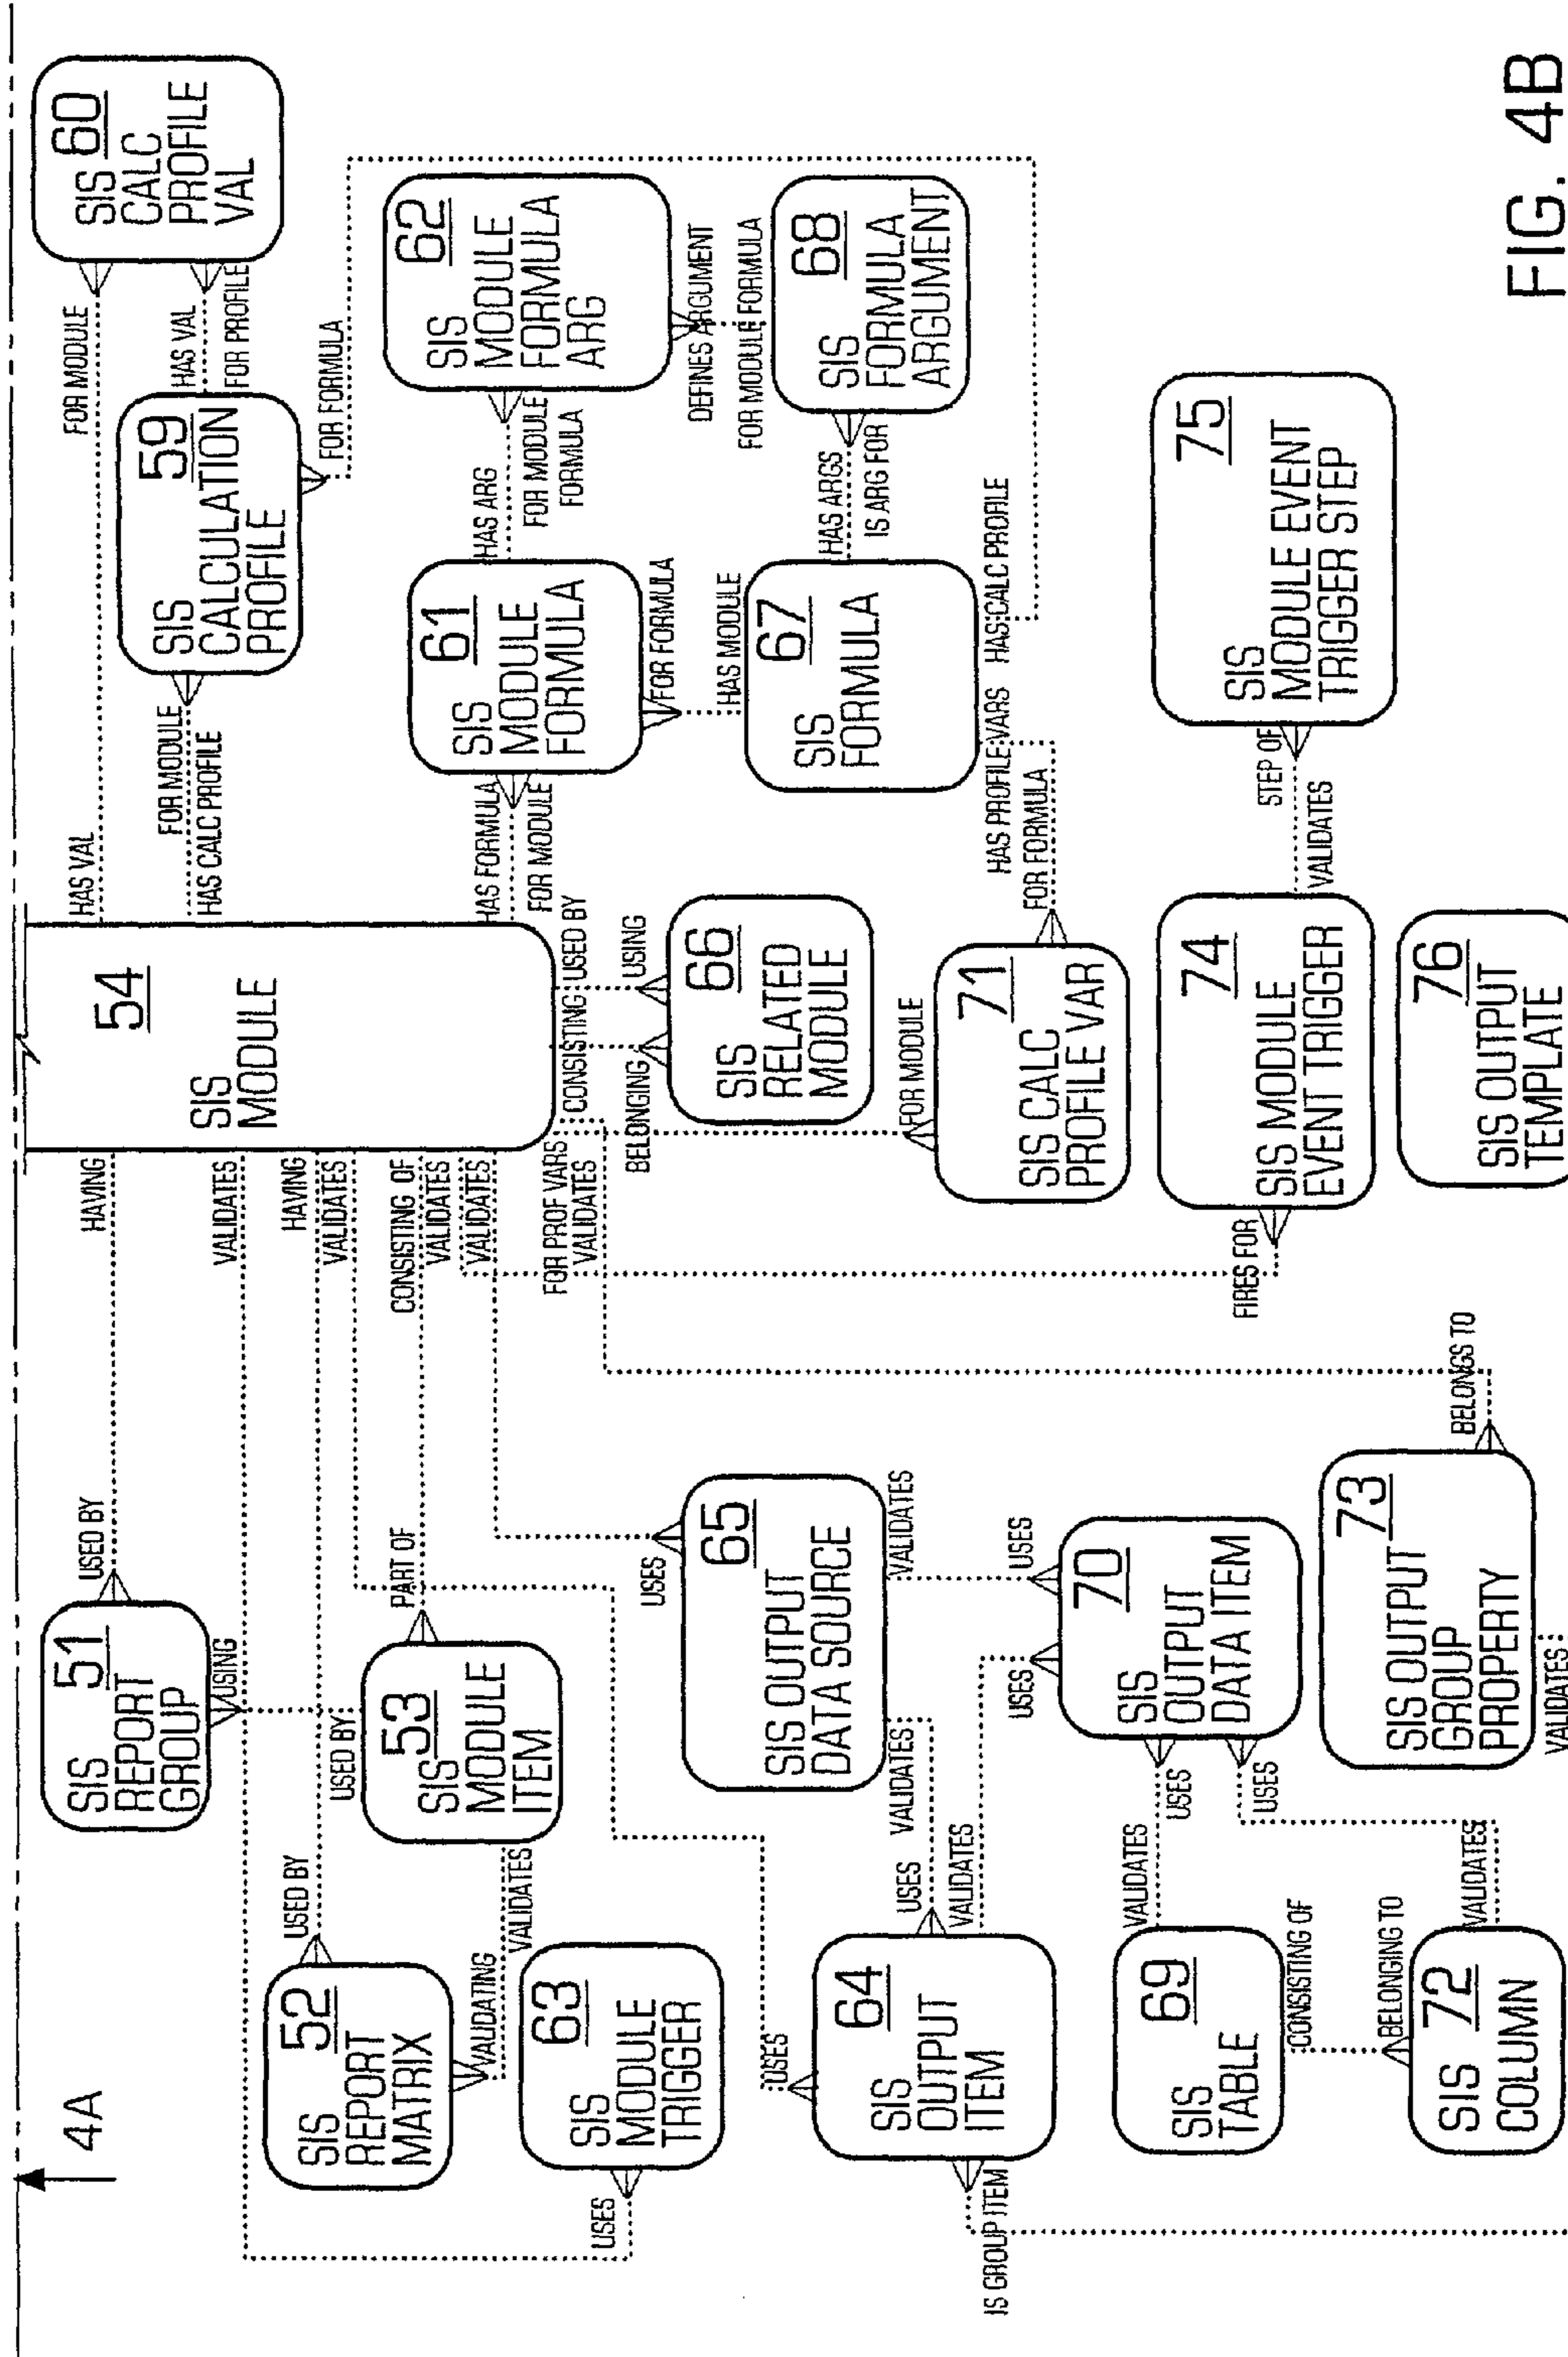 4A
SIS 51
REPORT
GROUP
USED BY
HAVING
USING
SIS 52
REPORT
MATRIX
USED BY
HAVING
VALIDATING
VALIDATES
SIS 53
MODULE
ITEM
USED BY
PART OF
CONSISTING OF
54
SIS
MODULE
VALIDATES
VALIDATES
VALIDATES
VALIDATES
FOR PROF VARS
VALIDATES
CONSISTING
USED BY
HAS VAL
FOR MODULE
SIS 60
CALC
PROFILE
VAL
HAS VAL
FOR PROFILE
59
SIS
CALCULATION
PROFILE
FOR MODULE
HAS CALC PROFILE
FOR FORMULA
HAS FORMULA
FOR MODULE
SIS 61
MODULE
FORMULA
HAS ARG
FOR MODULE
FORMULA
62
SIS
MODULE
FORMULA
ARG
DEFINES ARGUMENT
FOR MODULE FORMULA
FOR FORMULA
HAS MODULE
SIS 63
MODULE
TRIGGER
USES
SIS 64
OUTPUT
ITEM
USES
USES
VALIDATES
VALIDATES
IS GROUP ITEM
65
SIS OUTPUT
DATA SOURCE
USES
VALIDATES
BELONGING
USING
66
SIS
RELATED
MODULE
67
SIS
FORMULA
HAS ARGS
IS ARG FOR
68
SIS
FORMULA
ARGUMENT
HAS PROFILE VARS
HAS CALC PROFILE
FOR FORMULA
69
SIS
TABLE
VALIDATES
CONSISTING OF
BELONGING TO
70
SIS
OUTPUT
DATA ITEM
USES
USES
USES
USES
71
SIS CALC
PROFILE VAR
FOR MODULE
SIS 72
COLUMN
VALIDATES
73
SIS OUTPUT
GROUP
PROPERTY
BELONGS TO
VALIDATES
74
SIS MODULE
EVENT TRIGGER
FIRES FOR
VALIDATES
STEP OF
75
SIS
MODULE EVENT
TRIGGER STEP
76
SIS OUTPUT
TEMPLATE
FIG. 4B